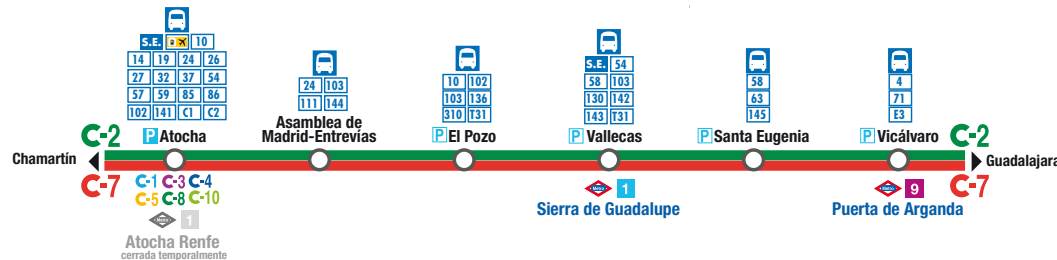 S.E. 10
14 19 24 26
27 32 37 54
57 59 85 86
102 141 C1 C2
P Atocha
24 103
111 144
Asamblea de
Madrid-Entrevías
10 102
103 136
310 T31
P El Pozo
S.E. 54
58 103
130 142
143 T31
P Vallecas
58
63
145
P Santa Eugenia
4
71
E3
P Vicálvaro
C-2
C-2
Chamartín
Guadalajara
C-7
C-7
C-1 C-3 C-4
C-5 C-8 C-10
Metro 1
Atocha Renfe
cerrada temporalmente
Metro 1
Sierra de Guadalupe
Metro 9
Puerta de Arganda